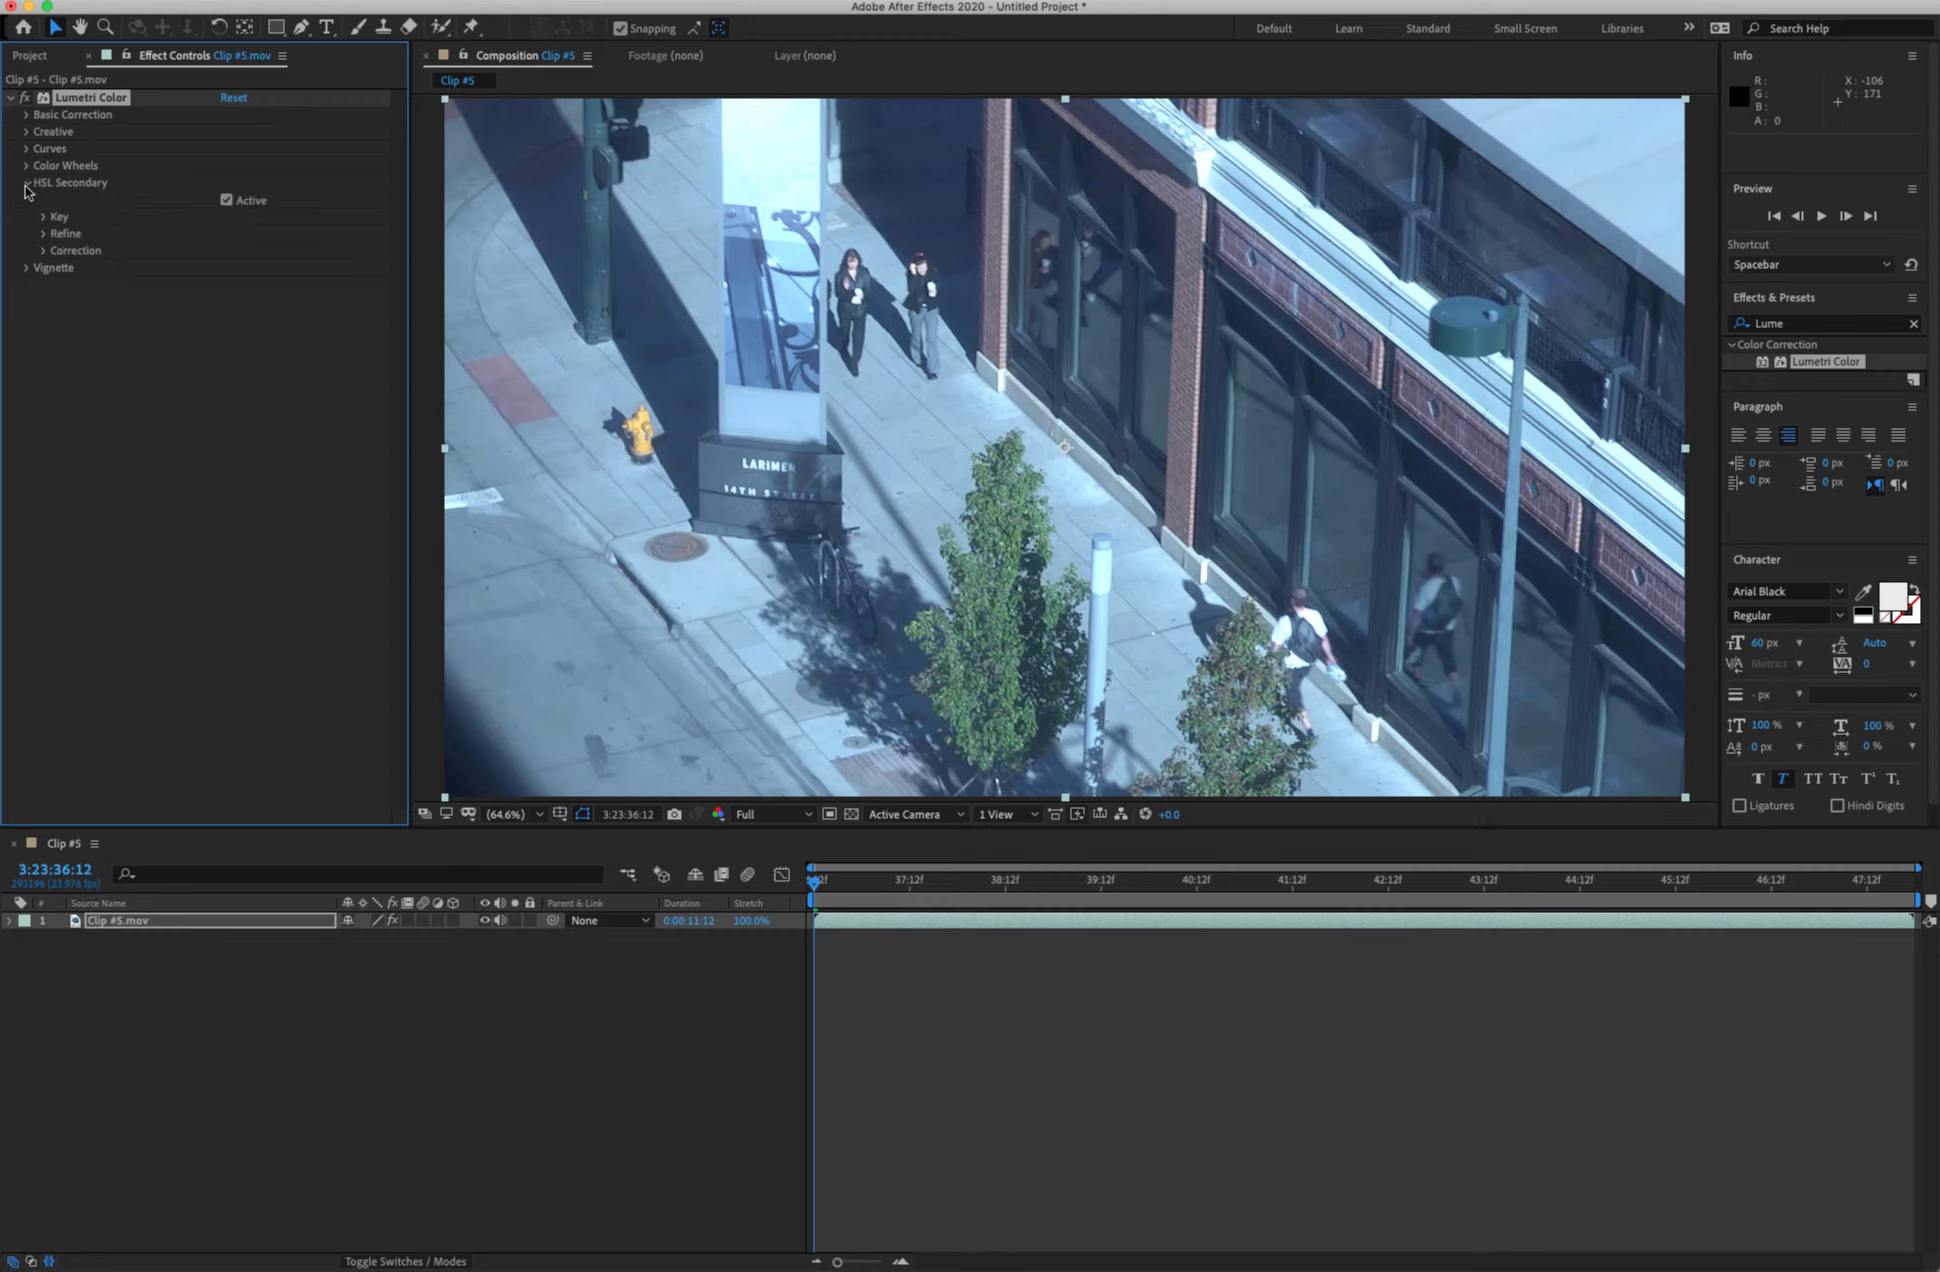 Adobe After Effects 2020 - Untitled Project *
Snapping
Default
Learn
Standard
Small Screen
Libraries
Search Help
Project
Effect Controls Clip #5.mov
Composition Clip #5
Footage (none)
Layer (none)
Clip #5 • Clip #5.mov
Clip #5
fx Lumetri Color Reset
Basic Correction
Creative
Curves
Color Wheels
HSL Secondary
Active
Key
Refine
Correction
Vignette
LARIMER
14TH STREET
Info
R :
G :
B :
A : 0
X : -106
Y : 171
Preview
Shortcut
Spacebar
Effects & Presets
Lume
Color Correction
Lumetri Color
Paragraph
0 px
0 px
0 px
0 px
0 px
Character
Arial Black
Regular
60 px
Auto
Metrics
0
- px
100 %
100 %
0 px
0 %
Ligatures
Hindi Digits
(64.6%)
3:23:36:12
Full
Active Camera
1 View
+0.0
Clip #5
3:23:36:12
293196 (23.976 fps)
37:12f
38:12f
39:12f
40:12f
41:12f
42:12f
43:12f
44:12f
45:12f
46:12f
47:12f
# Source Name
Parent & Link
Duration
Stretch
1 Clip #5.mov
None
0:00:11:12
100.0%
Toggle Switches / Modes